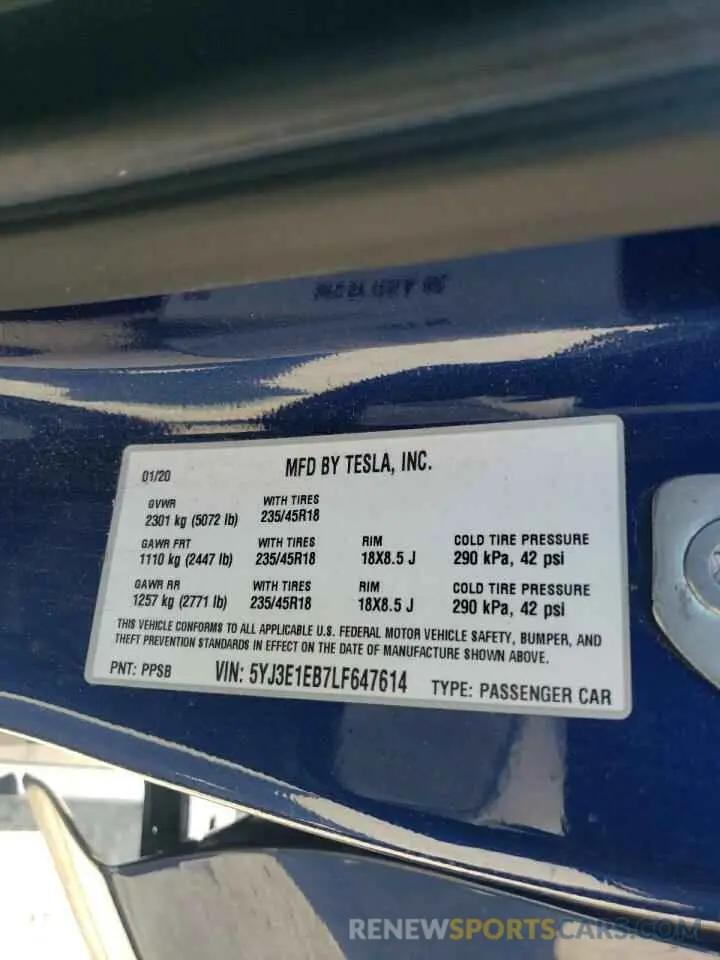 MFD BY TESLA, INC.
01/20
GVWR WITH TIRES
2301 kg (5072 lb) 235/45R18
GAWR FRT WITH TIRES RIM COLD TIRE PRESSURE
1110 kg (2447 lb) 235/45R18 18X8.5 J 290 kPa, 42 psi
GAWR RR WITH TIRES RIM COLD TIRE PRESSURE
1257 kg (2771 lb) 235/45R18 18X8.5 J 290 kPa, 42 psi
THIS VEHICLE CONFORMS TO ALL APPLICABLE U.S. FEDERAL MOTOR VEHICLE SAFETY, BUMPER, AND
THEFT PREVENTION STANDARDS IN EFFECT ON THE DATE OF MANUFACTURE SHOWN ABOVE.
PNT: PPSB VIN: 5YJ3E1EB7LF647614 TYPE: PASSENGER CAR
RENEWSPORTSCARS.COM